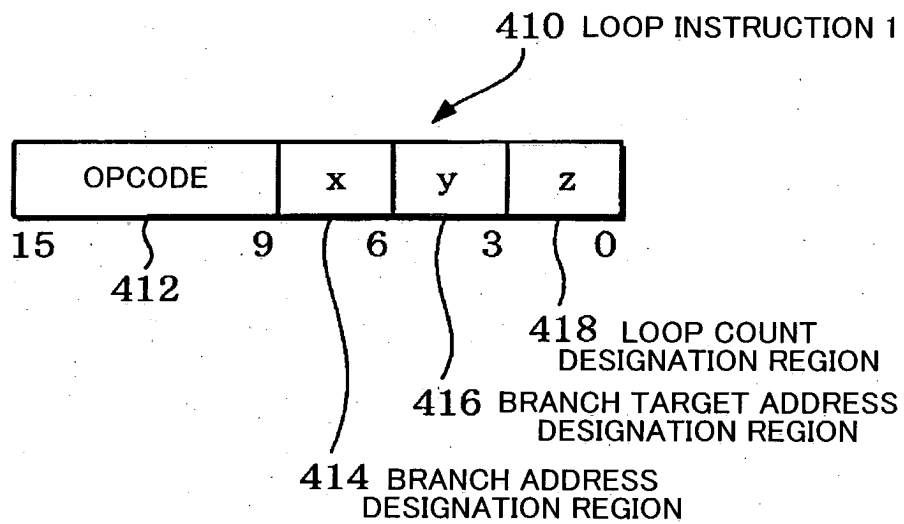 410 LOOP INSTRUCTION 1
OPCODE x y z
15 9 6 3 0
412
418 LOOP COUNT
DESIGNATION REGION
416 BRANCH TARGET ADDRESS
DESIGNATION REGION
414 BRANCH ADDRESS
DESIGNATION REGION